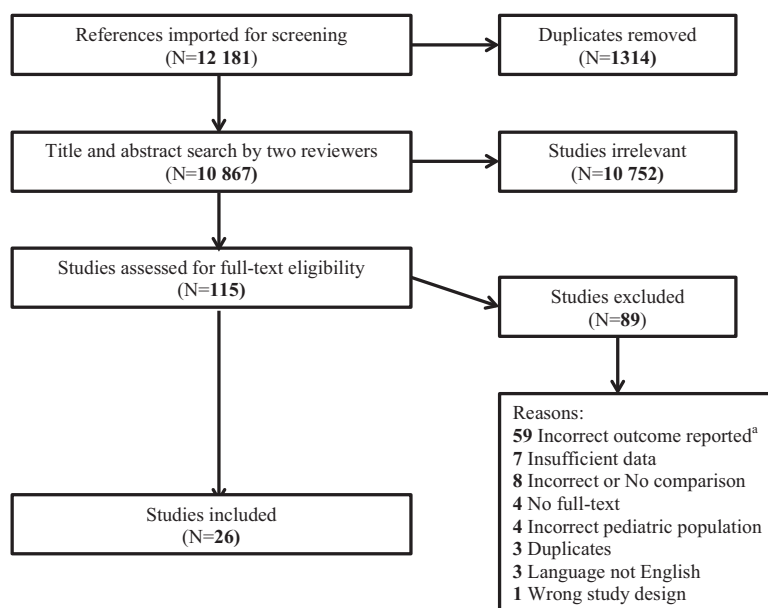 References imported for screening
(N=12 181)
Duplicates removed
(N=1314)
Title and abstract search by two reviewers
(N=10 867)
Studies irrelevant
(N=10 752)
Studies assessed for full-text eligibility
(N=115)
Studies excluded
(N=89)
Reasons:
59 Incorrect outcome reportedᵃ
7 Insufficient data
8 Incorrect or No comparison
4 No full-text
4 Incorrect pediatric population
3 Duplicates
3 Language not English
1 Wrong study design
Studies included
(N=26)